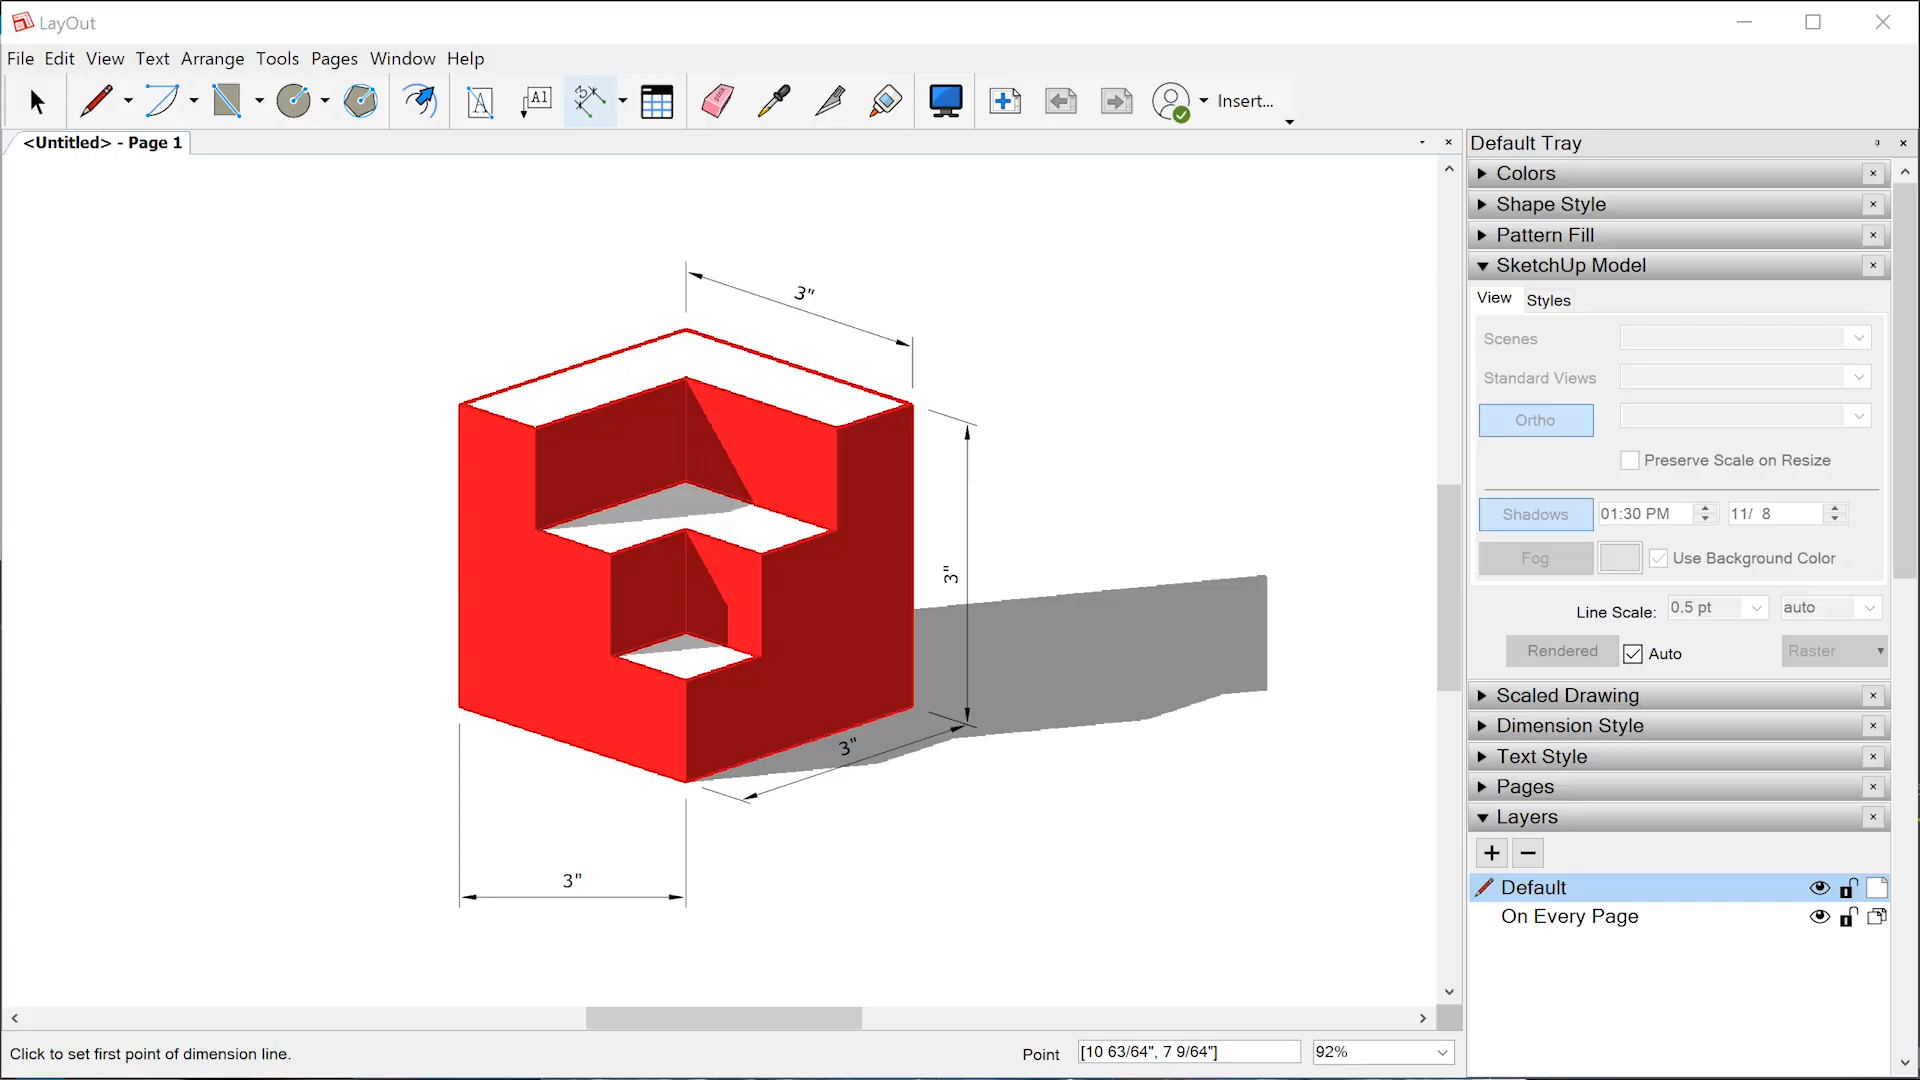 LayOut
File Edit View Text Arrange Tools Pages Window Help
A A1 3 Insert...
<Untitled> - Page 1
Default Tray
Colors
Shape Style
Pattern Fill
SketchUp Model
View Styles
Scenes
Standard Views
Ortho
Preserve Scale on Resize
Shadows 01:30 PM 11/ 8
Fog Use Background Color
Line Scale: 0.5 pt auto
Rendered Auto Raster
Scaled Drawing
Dimension Style
Text Style
Pages
Layers
Default
On Every Page
3"
3"
3"
3"
Click to set first point of dimension line.
Point [10 63/64", 7 9/64"] 92%